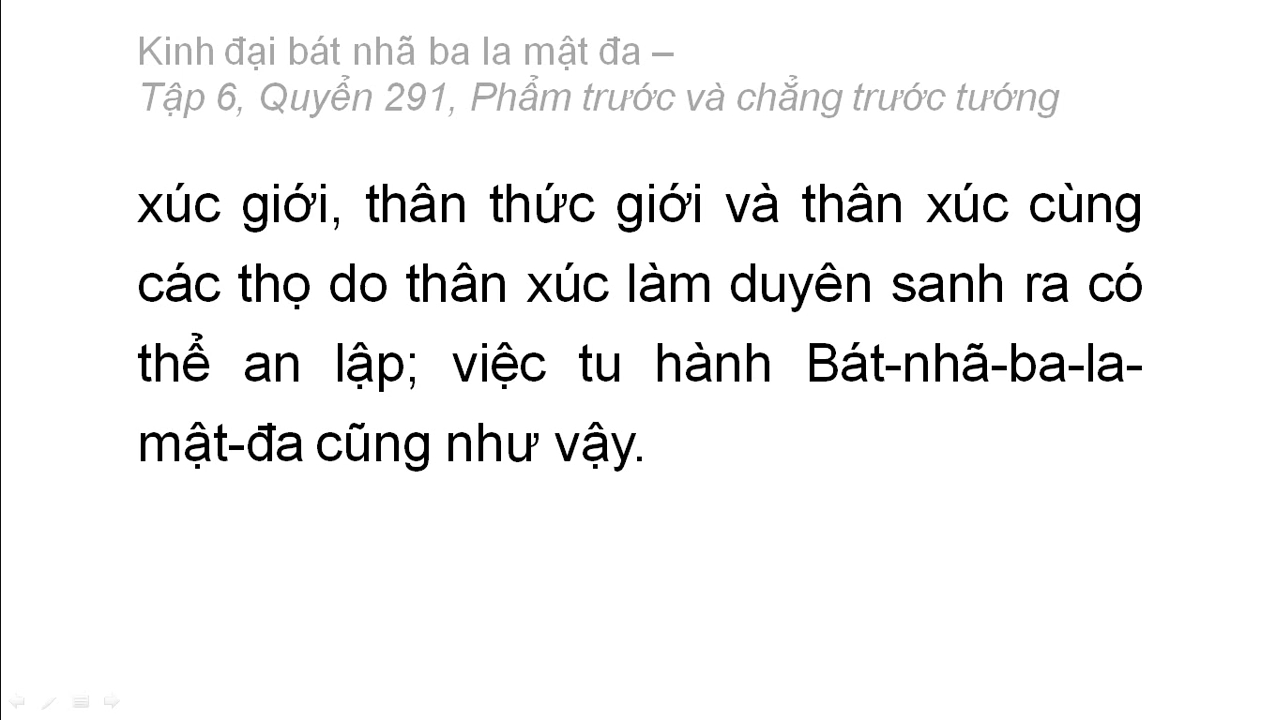 Kinh đại bát nhã ba la mật đa –
Tập 6, Quyển 291, Phẩm trước và chẳng trước tướng
xúc giới, thân thức giới và thân xúc cùng
các thọ do thân xúc làm duyên sanh ra có
thể an lập; việc tu hành Bát-nhã-ba-la-
mật-đa cũng như vậy.